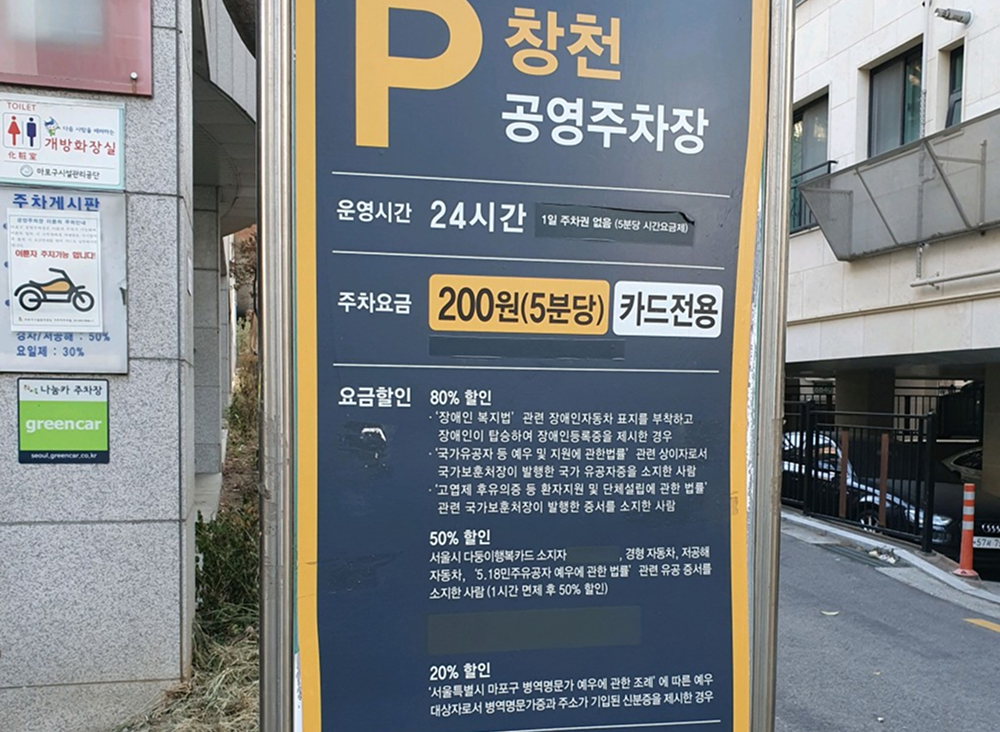 TOILET
化粧室
개방화장실
마포구시설관리공단
주차게시판
이륜차 주차가능 합니다!
경차/저공해 : 50%
요일제 : 30%
나눔카 주차장
greencar
seoul.greencar.co.kr
P 창천
공영주차장
운영시간 24시간 1일 주차권 없음 (5분당 시간요금제)
주차요금 200원(5분당) 카드전용
요금할인 80% 할인
·'장애인 복지법' 관련 장애인자동차 표지를 부착하고
장애인이 탑승하여 장애인등록증을 제시한 경우
·'국가유공자 등 예우 및 지원에 관한법률' 관련 상이자로서
국가보훈처장이 발행한 국가 유공자증을 소지한 사람
·'고엽제 후유의증 등 환자지원 및 단체설립에 관한 법률'
관련 국가보훈처장이 발행한 증서를 소지한 사람
50% 할인
서울시 다둥이행복카드 소지자 , 경형 자동차, 저공해
자동차, '5.18민주유공자 예우에 관한 법률' 관련 유공 증서를
소지한 사람 (1시간 면제 후 50% 할인)
20% 할인
'서울특별시 마포구 병역명문가 예우에 관한 조례' 에 따른 예우
대상자로서 병역명문가증과 주소가 기입된 신분증을 제시한 경우